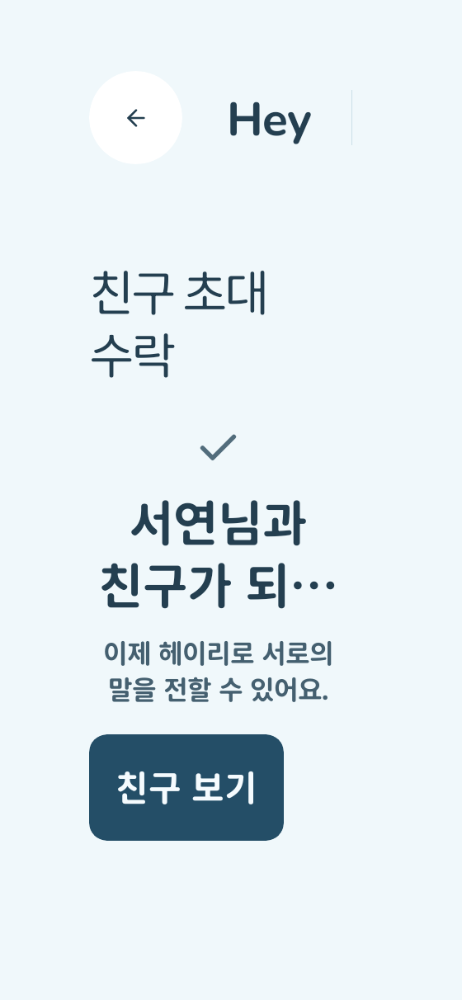 Hey
친구 초대
수락
서연님과
친구가 되…
이제 헤이리로 서로의
말을 전할 수 있어요.
친구 보기